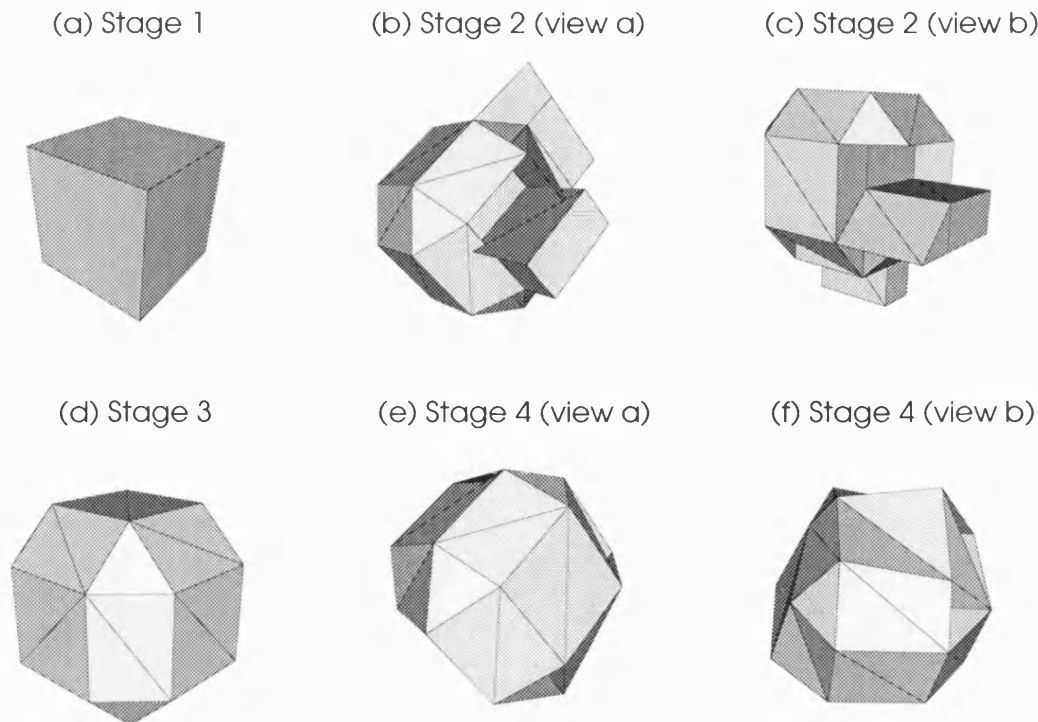 (a) Stage 1
(b) Stage 2 (view a)
(c) Stage 2 (view b)
(d) Stage 3
(e) Stage 4 (view a)
(f) Stage 4 (view b)